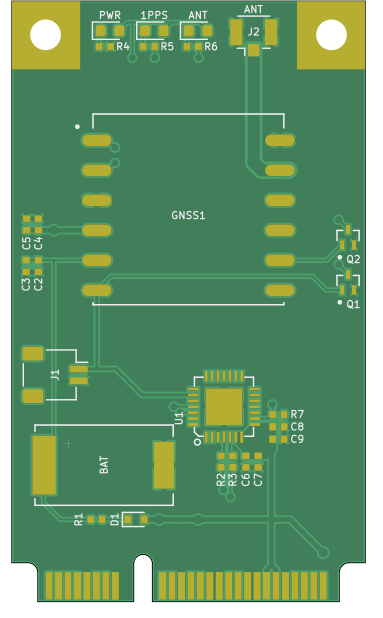 PWR 1PPS ANT ANT
R4 R5 R6 J2
GNSS1
C5 C4
Q2
C3 C2
Q1
J1
U1
R7
C8
C9
BAT
R2 R3 C6 C7
R1 D1